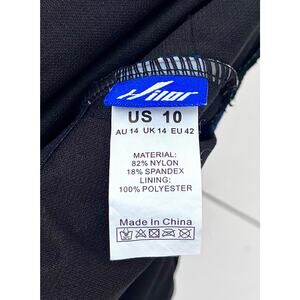 Hilor
US 10
AU 14 UK 14 EU 42
MATERIAL:
82% NYLON
18% SPANDEX
LINING:
100% POLYESTER
Made In China